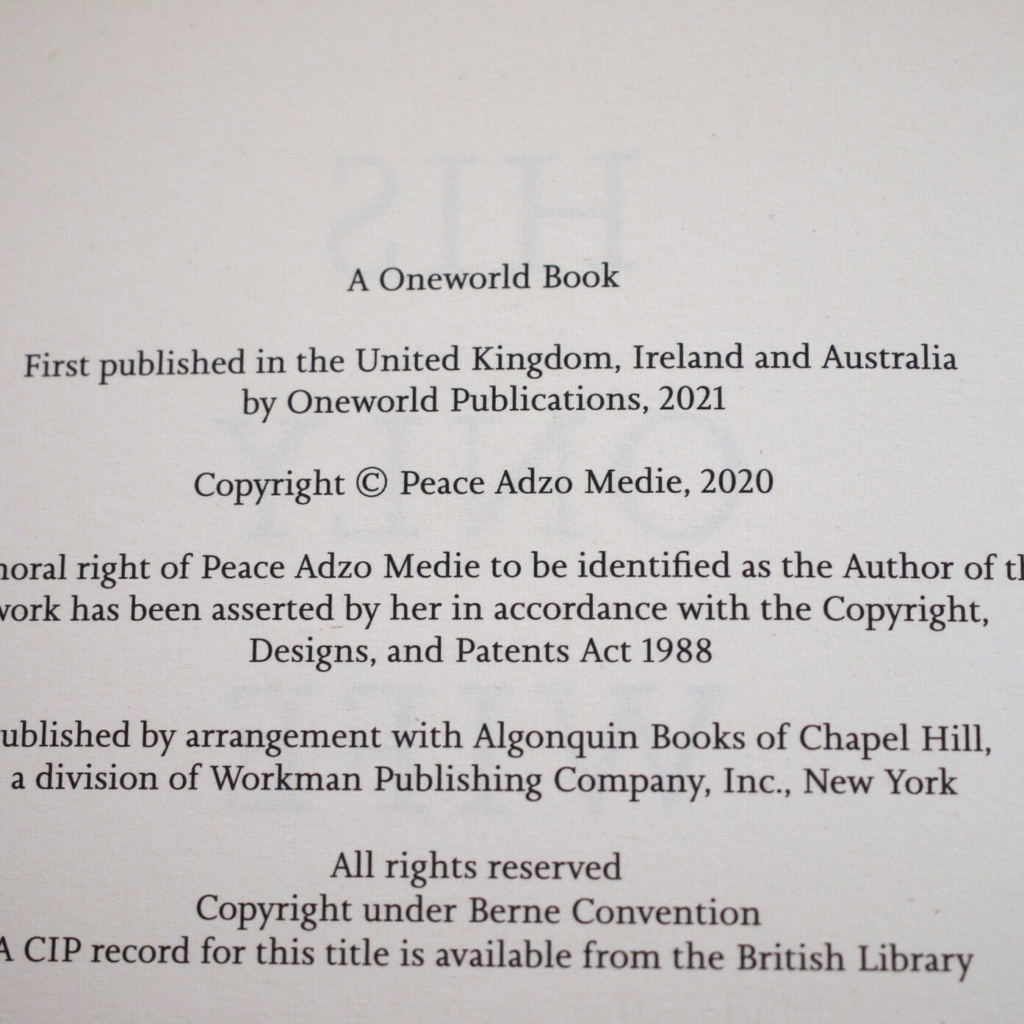 A Oneworld Book
First published in the United Kingdom, Ireland and Australia
by Oneworld Publications, 2021
Copyright © Peace Adzo Medie, 2020
right of Peace Adzo Medie to be identified as the Author of
has been asserted by her in accordance with the Copyright,
Designs, and Patents Act 1988
by arrangement with Algonquin Books of Chapel Hill,
a division of Workman Publishing Company, Inc., New York
All rights reserved
Copyright under Berne Convention
A CIP record for this title is available from the British Library